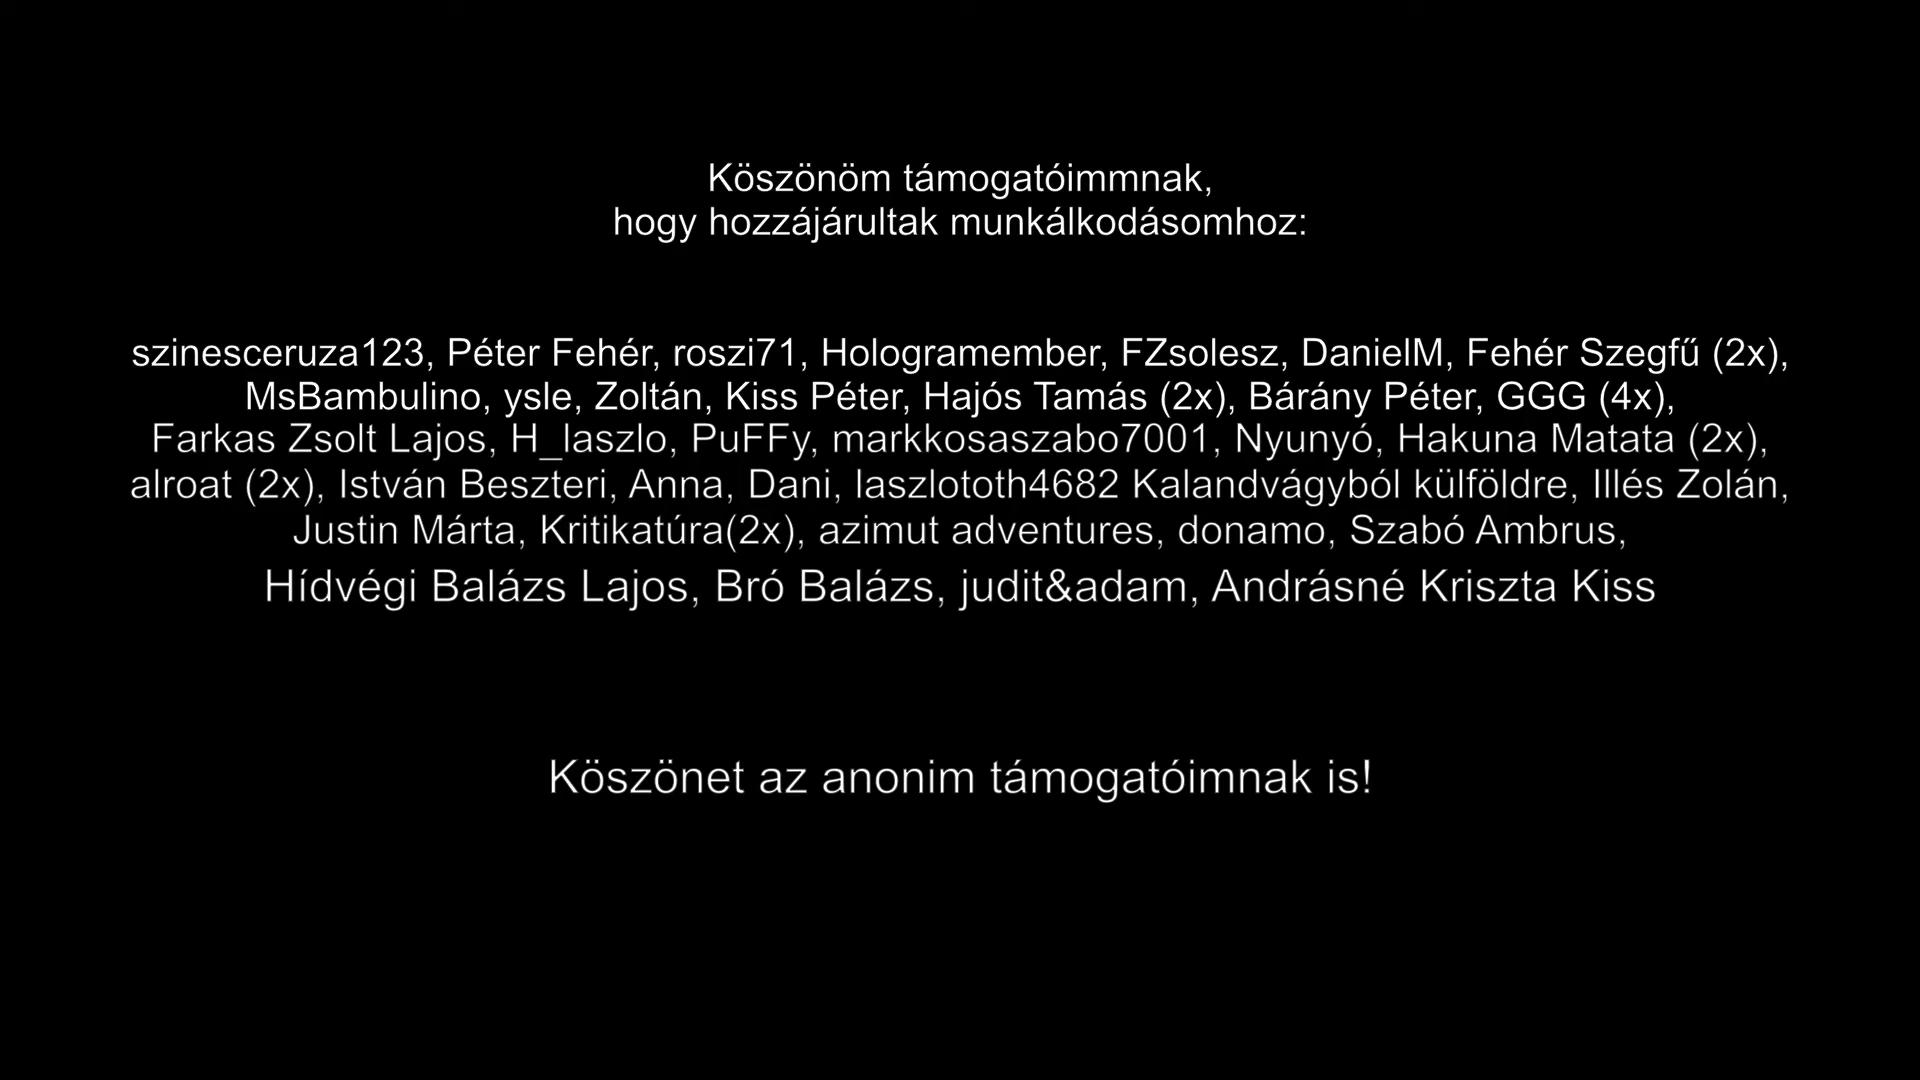 Köszönöm támogatóimmnak,
hogy hozzájárultak munkálkodásomhoz:
szinesceruza123, Péter Fehér, roszi71, Hologramember, FZsolesz, DanielM, Fehér Szegfű (2x),
MsBambulino, ysle, Zoltán, Kiss Péter, Hajós Tamás (2x), Bárány Péter, GGG (4x),
Farkas Zsolt Lajos, H_laszlo, PuFFy, markkosaszabo7001, Nyunyó, Hakuna Matata (2x),
alroat (2x), István Beszteri, Anna, Dani, laszlototh4682 Kalandvágyból külföldre, Illés Zolán,
Justin Márta, Kritikatúra(2x), azimut adventures, donamo, Szabó Ambrus,
Hídvégi Balázs Lajos, Bró Balázs, judit&adam, Andrásné Kriszta Kiss
Köszönet az anonim támogatóimnak is!